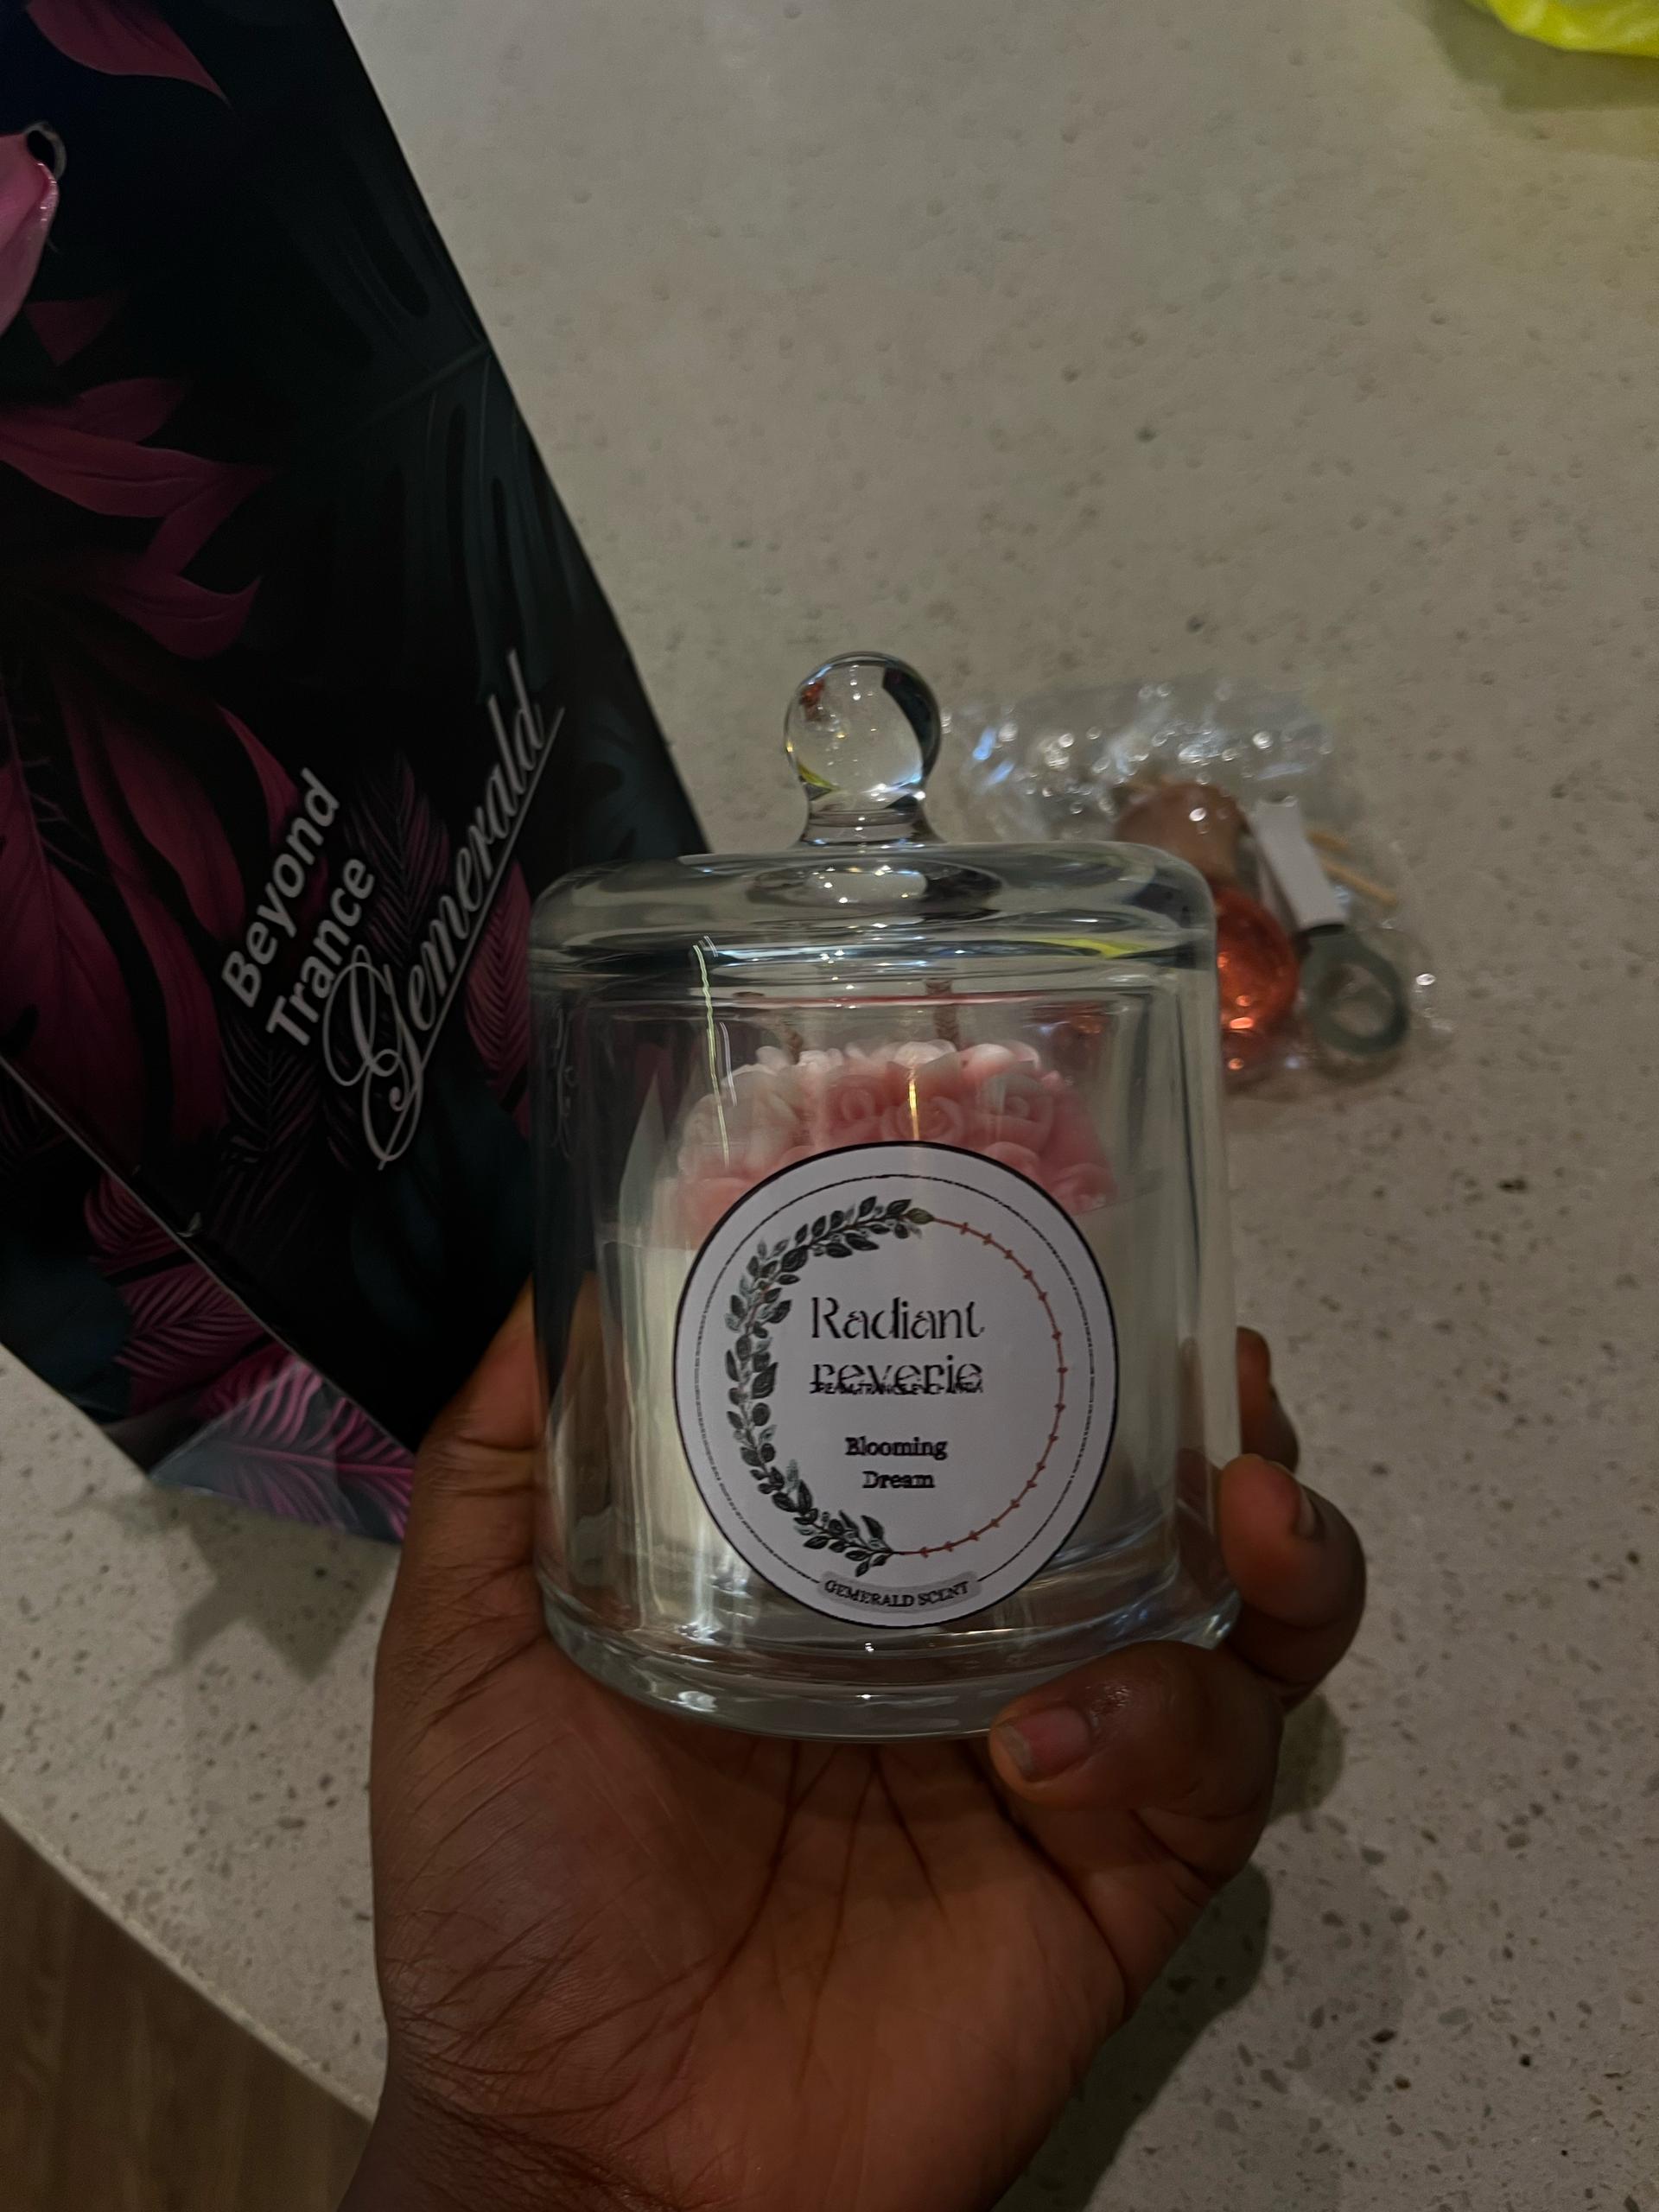 Beyond
Trance
Gemerald
Radiant
reverie
Blooming
Dream
GEMERALD SCENT